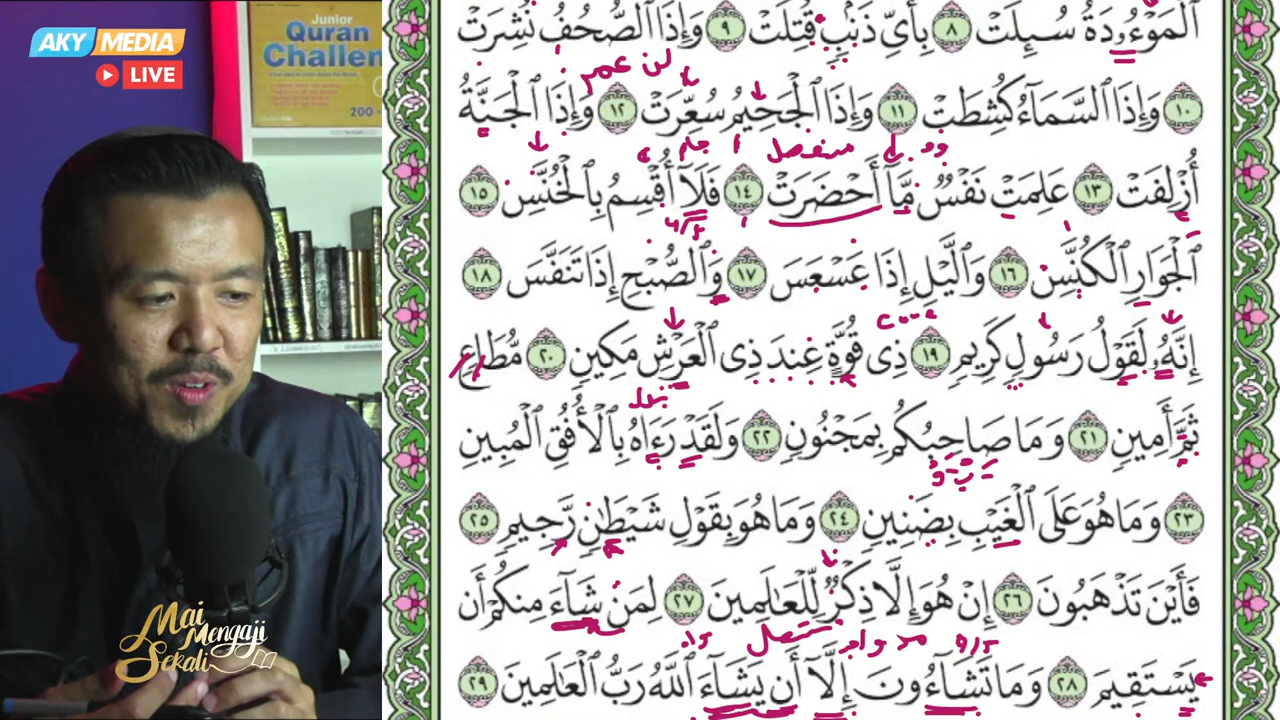 AKY MEDIA
LIVE
Junior
Quran
Challen
200
Mai
Mengaji
Sekali
ٱلْمَوْءُۥدَةُ سُئِلَتْ ٨ بِأَيِّ ذَنۢبٍ قُتِلَتْ ٩ وَإِذَا ٱلصُّحُفُ نُشِرَتْ
١٠ وَإِذَا ٱلسَّمَآءُ كُشِطَتْ ١١ وَإِذَا ٱلْجَحِيمُ سُعِّرَتْ ١٢ وَإِذَا ٱلْجَنَّةُ
أُزْلِفَتْ ١٣ عَلِمَتْ نَفْسٌ مَّآ أَحْضَرَتْ ١٤ فَلَآ أُقْسِمُ بِٱلْخُنَّسِ ١٥
ٱلْجَوَارِ ٱلْكُنَّسِ ١٦ وَٱلَّيْلِ إِذَا عَسْعَسَ ١٧ وَٱلصُّبْحِ إِذَا تَنَفَّسَ ١٨
إِنَّهُۥ لَقَوْلُ رَسُولٍ كَرِيمٍ ١٩ ذِى قُوَّةٍ عِندَ ذِى ٱلْعَرْشِ مَكِينٍ ٢٠ مُّطَاعٍ
ثَمَّ أَمِينٍ ٢١ وَمَا صَاحِبُكُم بِمَجْنُونٍ ٢٢ وَلَقَدْ رَءَاهُ بِٱلْأُفُقِ ٱلْمُبِينِ
٢٣ وَمَا هُوَ عَلَى ٱلْغَيْبِ بِضَنِينٍ ٢٤ وَمَا هُوَ بِقَوْلِ شَيْطَٰنٍ رَّجِيمٍ ٢٥
فَأَيْنَ تَذْهَبُونَ ٢٦ إِنْ هُوَ إِلَّا ذِكْرٌ لِّلْعَٰلَمِينَ ٢٧ لِمَن شَآءَ مِنكُمْ أَن
يَسْتَقِيمَ ٢٨ وَمَا تَشَآءُونَ إِلَّآ أَن يَشَآءَ ٱللَّهُ رَبُّ ٱلْعَٰلَمِينَ ٢٩